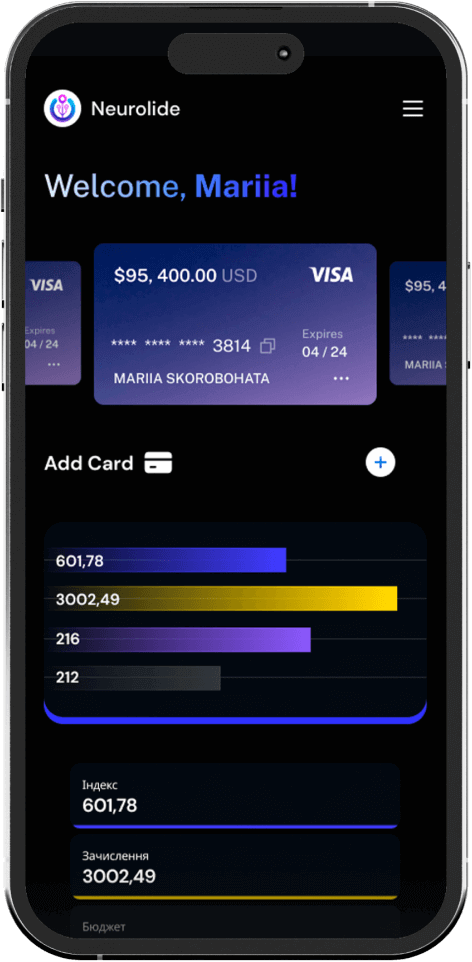 Neurolide
Welcome, Mariia!
VISA
Expires
04 / 24
...
$95, 400.00 USD
VISA
**** **** **** 3814
Expires
04 / 24
MARIIA SKOROBOHATA
...
$95, 4
**** ***
MARIIA S
Add Card
+
601,78
3002,49
216
212
Індекс
601,78
Зачислення
3002,49
Бюджет